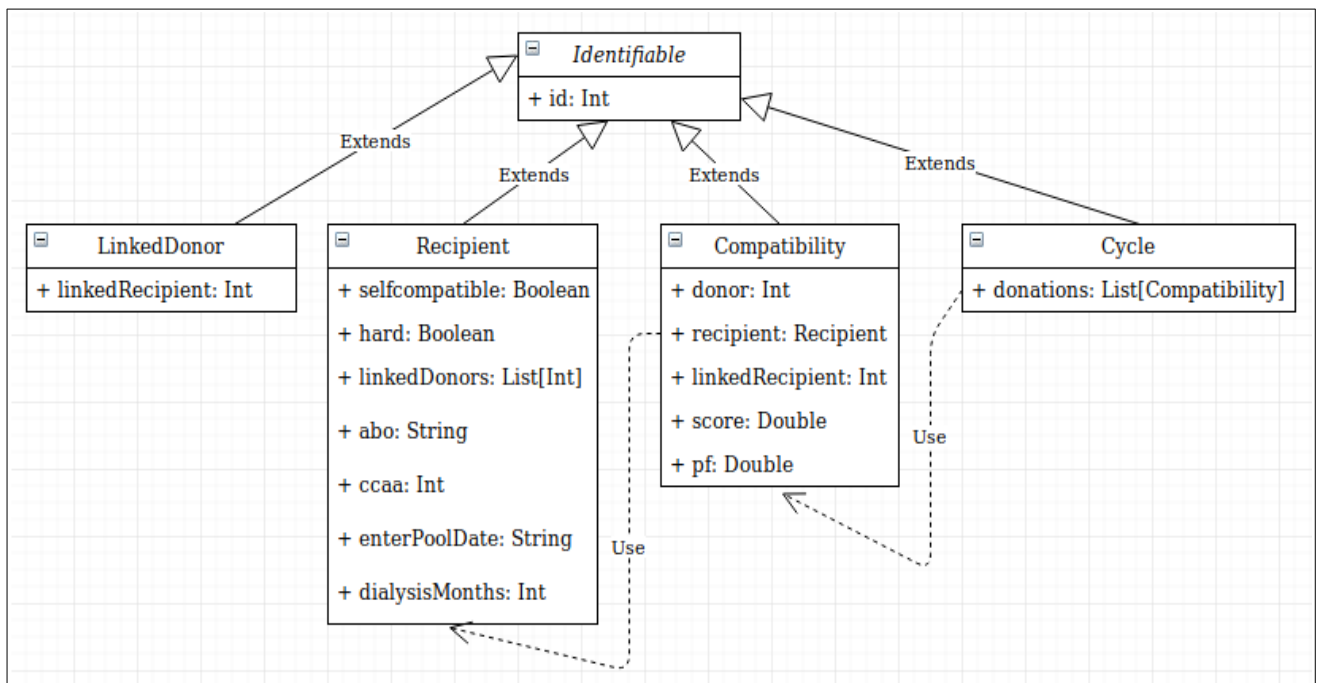 Identifiable
+ id: Int
Extends
Extends
Extends
Extends
LinkedDonor
+ linkedRecipient: Int
Recipient
+ selfcompatible: Boolean
+ hard: Boolean
+ linkedDonors: List[Int]
+ abo: String
+ ccaa: Int
+ enterPoolDate: String
+ dialysisMonths: Int
Compatibility
+ donor: Int
+ recipient: Recipient
+ linkedRecipient: Int
+ score: Double
+ pf: Double
Cycle
+ donations: List[Compatibility]
Use
Use